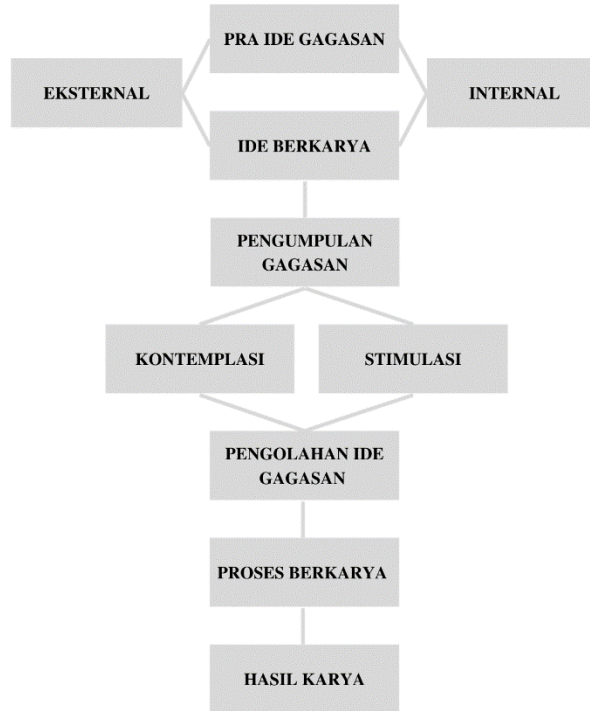 PRA IDE GAGASAN
EKSTERNAL
INTERNAL
IDE BERKARYA
PENGUMPULAN
GAGASAN
KONTEMPLASI
STIMULASI
PENGOLAHAN IDE
GAGASAN
PROSES BERKARYA
HASIL KARYA